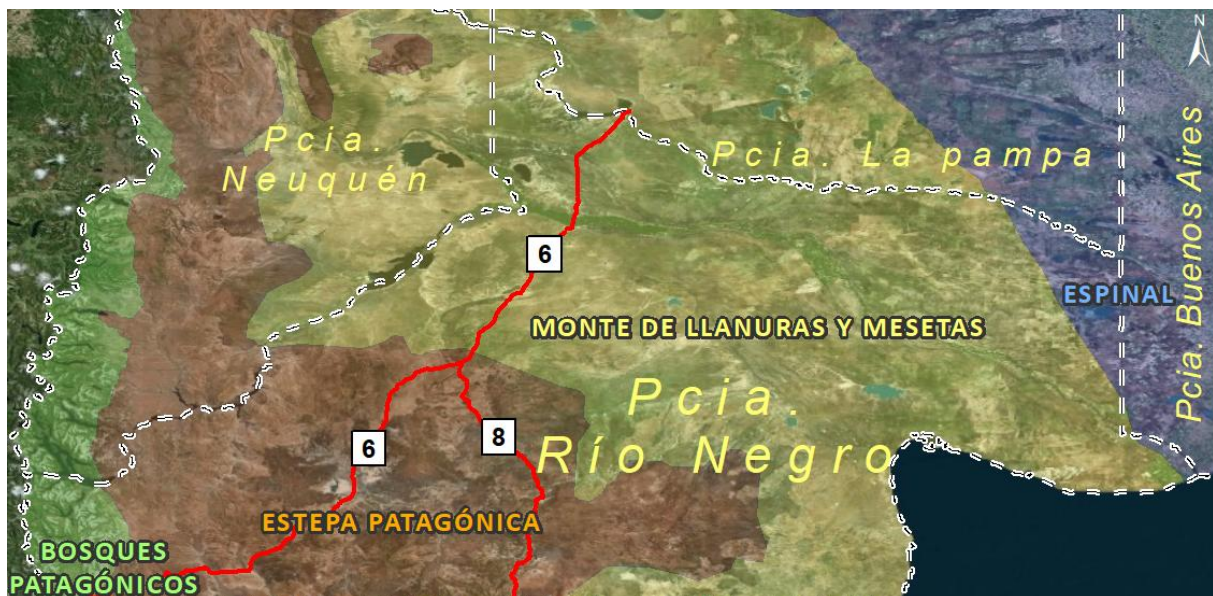 N
Pcia.
Neuquén
Pcia. La pampa
Pcia. Buenos Aires
6
ESPINAL
MONTE DE LLANURAS Y MESETAS
Pcia.
Río Negro
6
8
ESTEPA PATAGÓNICA
BOSQUES
PATAGÓNICOS